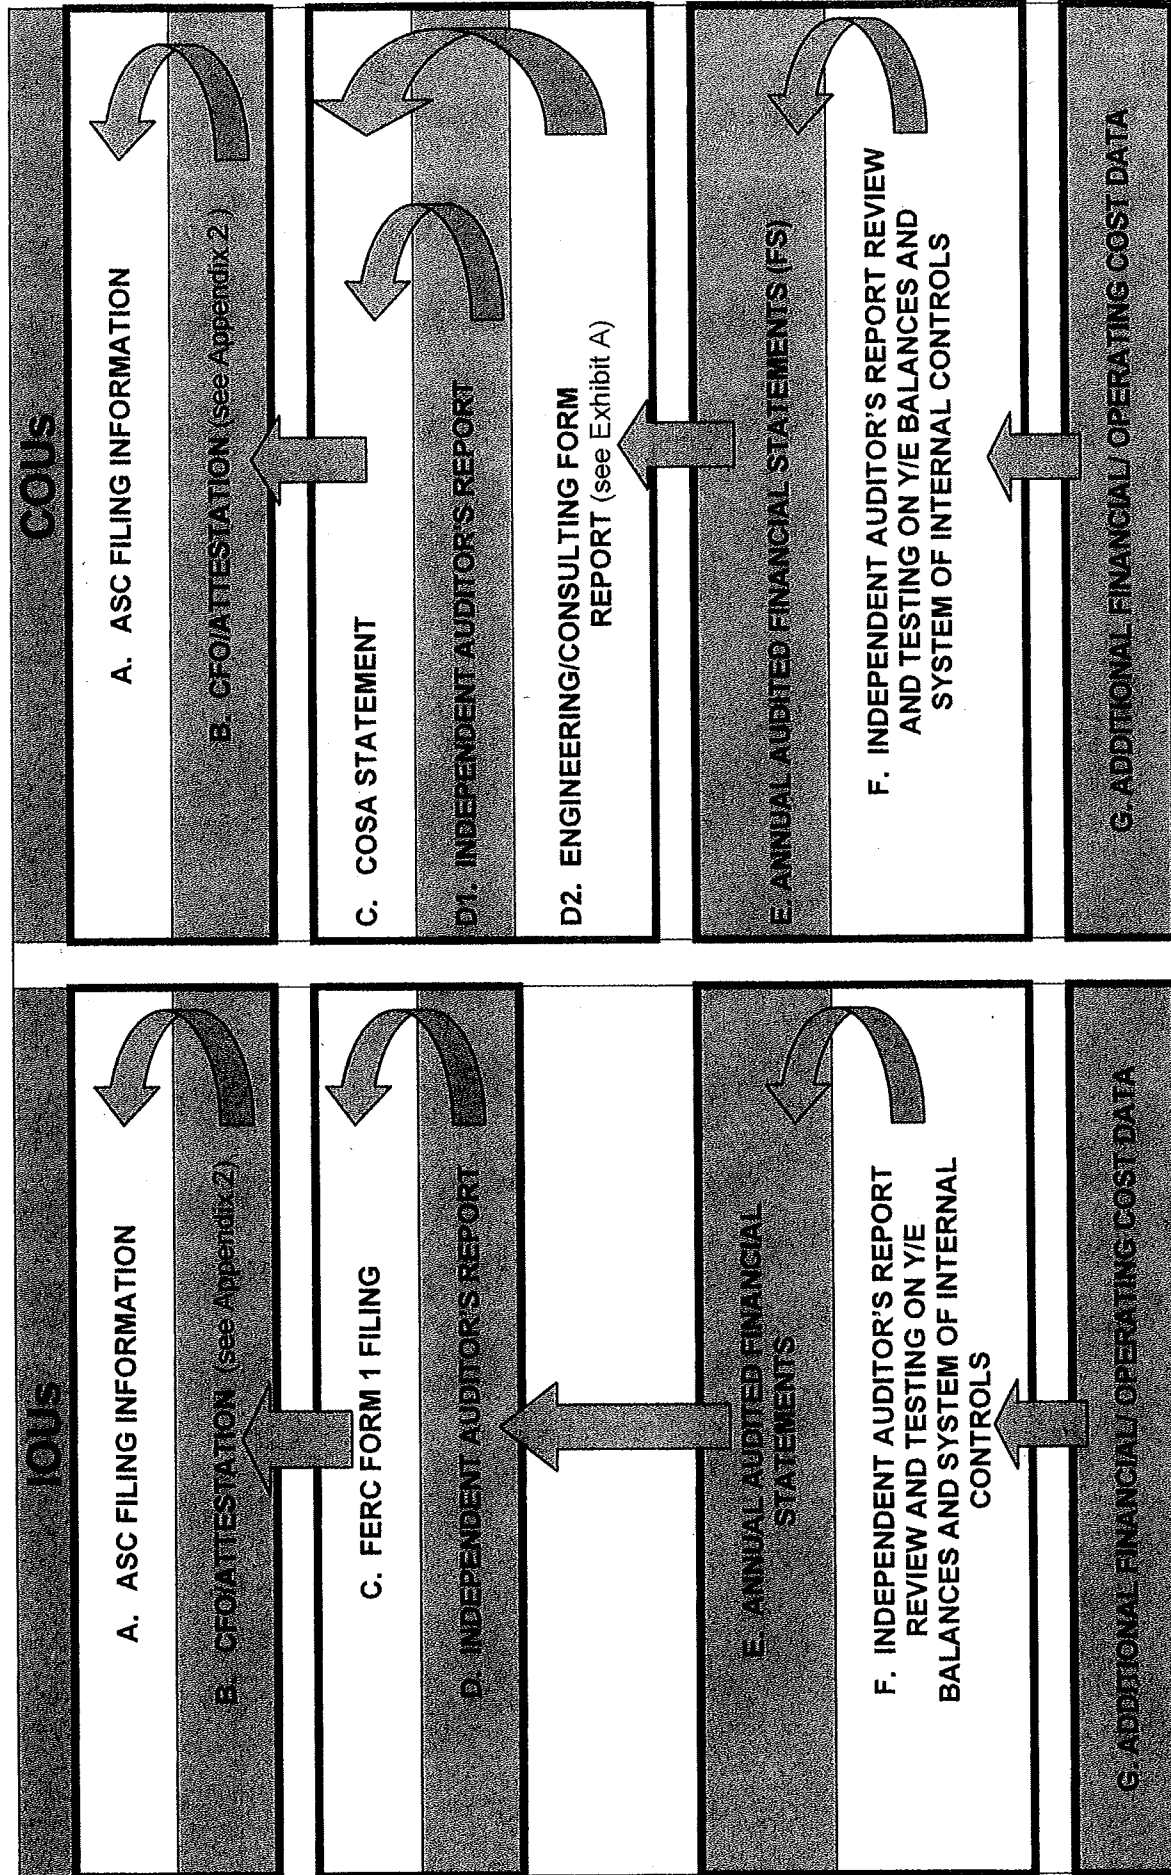 IOUs
A. ASC FILING INFORMATION
B. CFO/ATTESTATION (see Appendix 2)
C. FERC FORM 1 FILING
D. INDEPENDENT AUDITOR'S REPORT
E. ANNUAL AUDITED FINANCIAL
STATEMENTS
F. INDEPENDENT AUDITOR'S REPORT
REVIEW AND TESTING ON Y/E
BALANCES AND SYSTEM OF INTERNAL
CONTROLS
G. ADDITIONAL FINANCIAL/ OPERATING COST DATA
COUs
A. ASC FILING INFORMATION
B. CFO/ATTESTATION (see Appendix 2)
C. COSA STATEMENT
D1. INDEPENDENT AUDITOR'S REPORT
D2. ENGINEERING/CONSULTING FORM
REPORT (see Exhibit A)
E. ANNUAL AUDITED FINANCIAL STATEMENTS (FS)
F. INDEPENDENT AUDITOR'S REPORT REVIEW
AND TESTING ON Y/E BALANCES AND
SYSTEM OF INTERNAL CONTROLS
G. ADDITIONAL FINANCIAL/ OPERATING COST DATA